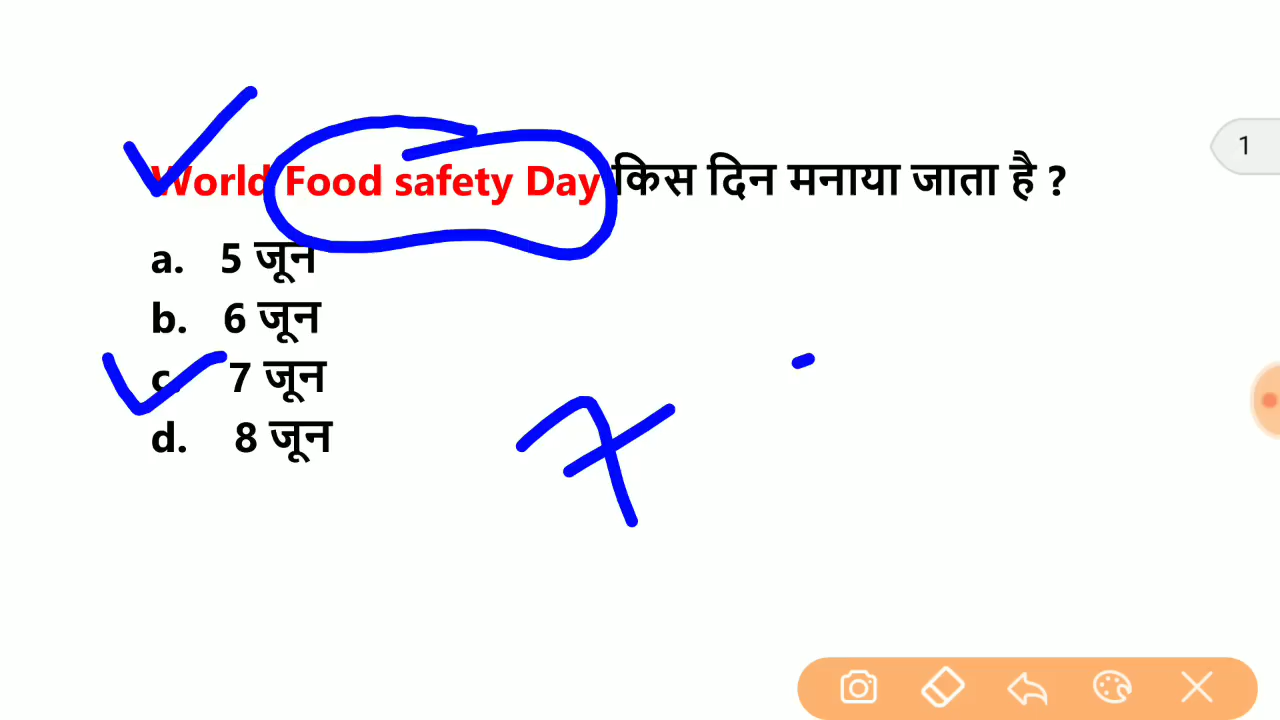 World Food safety Day किस दिन मनाया जाता है ?
a. 5 जून
b. 6 जून
c. 7 जून
d. 8 जून
7
1